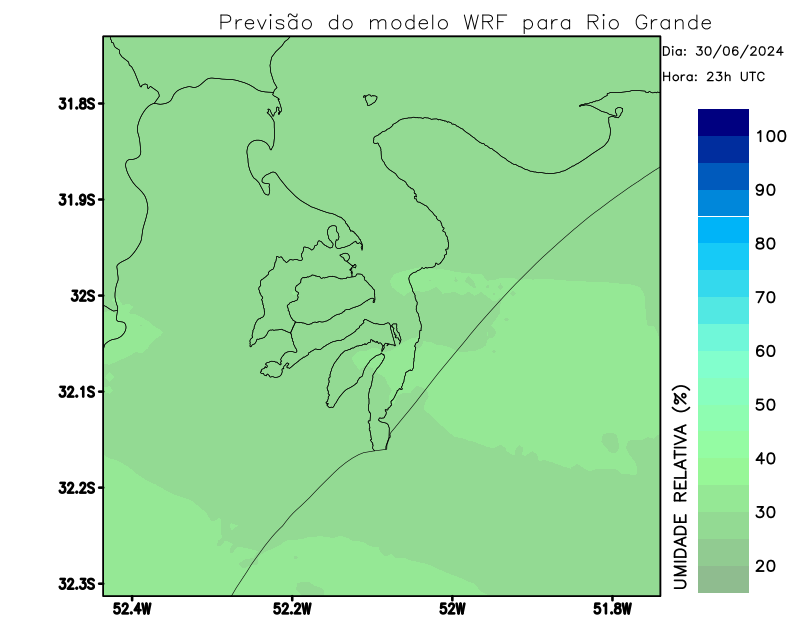 Previsão do modelo WRF para Rio Grande
Dia: 30/06/2024
Hora: 23h UTC
31.8S
31.9S
32S
32.1S
32.2S
32.3S
52.4W
52.2W
52W
51.8W
100
90
80
70
60
50
40
30
20
UMIDADE RELATIVA (%)